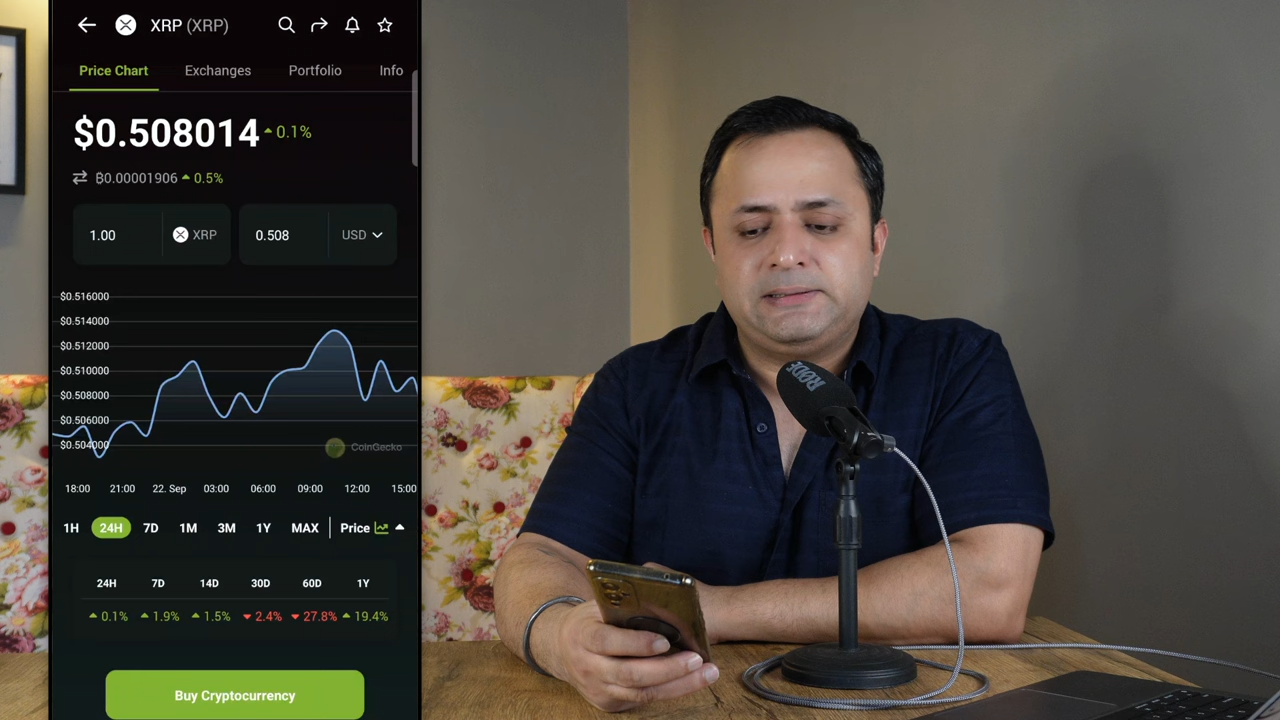 XRP (XRP)
Price Chart Exchanges Portfolio Info
$0.508014 0.1%
₿0.00001906 0.5%
1.00 XRP 0.508 USD
$0.516000
$0.514000
$0.512000
$0.510000
$0.508000
$0.506000
$0.504000
CoinGecko
18:00 21:00 22. Sep 03:00 06:00 09:00 12:00 15:00
1H 24H 7D 1M 3M 1Y MAX Price
24H 7D 14D 30D 60D 1Y
0.1% 1.9% 1.5% 2.4% 27.8% 19.4%
Buy Cryptocurrency
RØDE